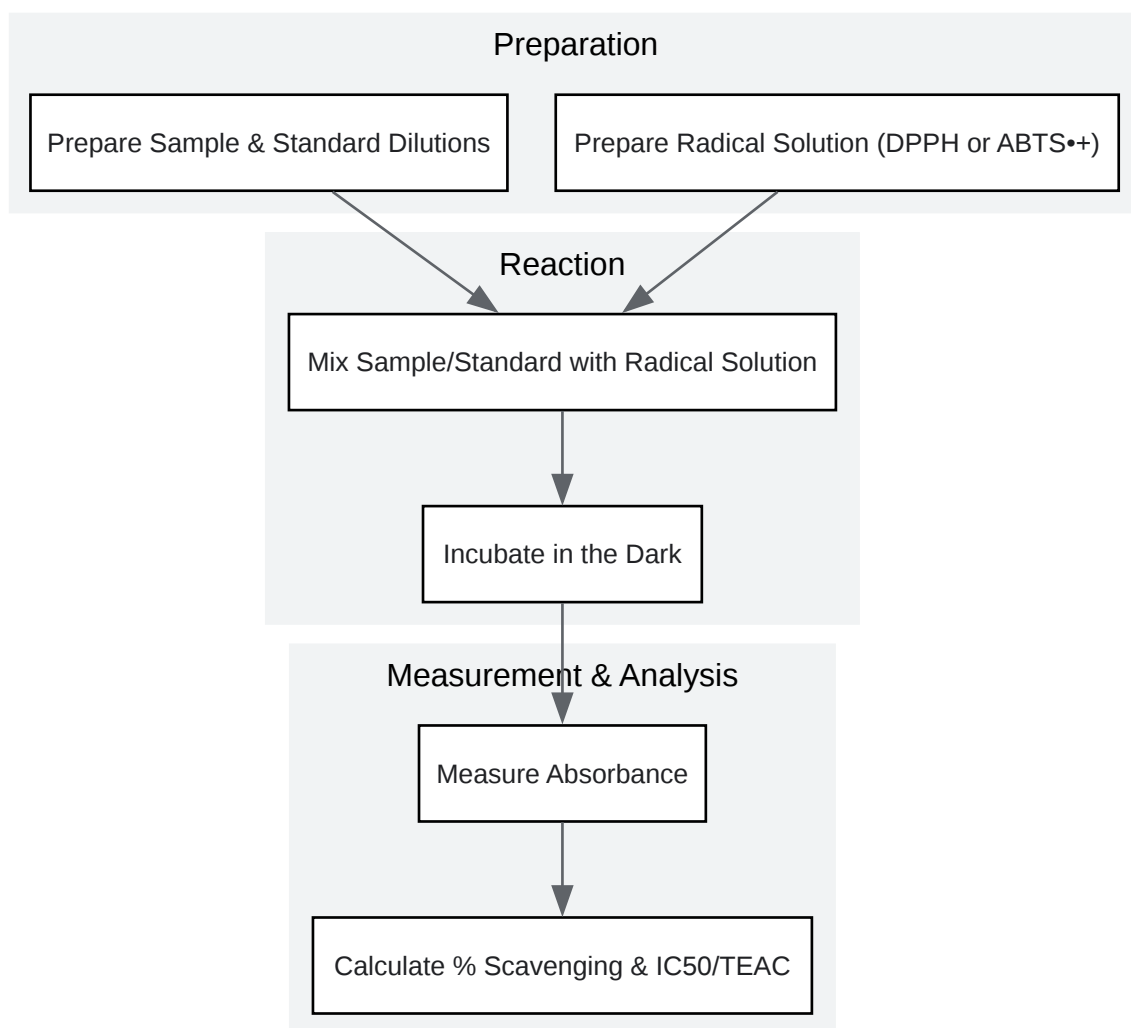 Preparation
Prepare Sample & Standard Dilutions
Prepare Radical Solution (DPPH or ABTS•+)
Reaction
Mix Sample/Standard with Radical Solution
Incubate in the Dark
Measurement & Analysis
Measure Absorbance
Calculate % Scavenging & IC50/TEAC